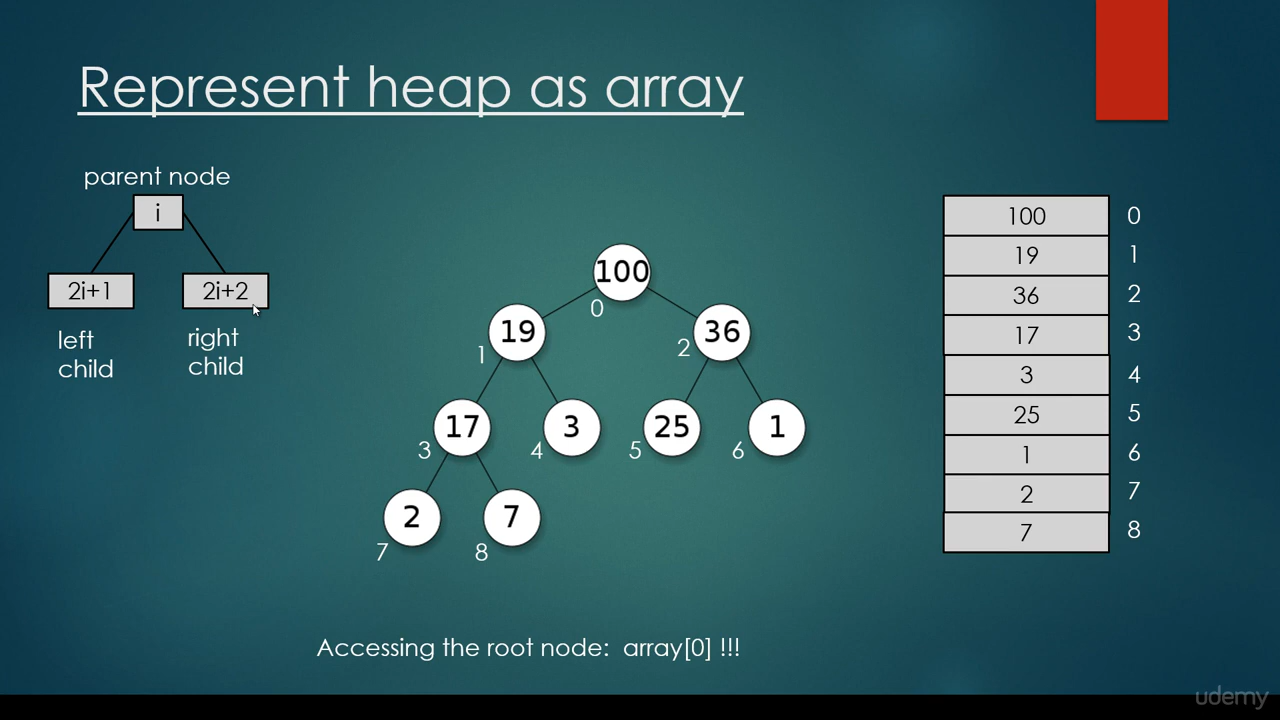 Represent heap as array
parent node
i
2i+1
2i+2
left
child
right
child
100
0
19
1
36
2
17
3
3
4
25
5
1
6
2
7
7
8
100 0
19 1
36 2
17 3
3 4
25 5
1 6
2 7
7 8
Accessing the root node: array[0] !!!
udemy